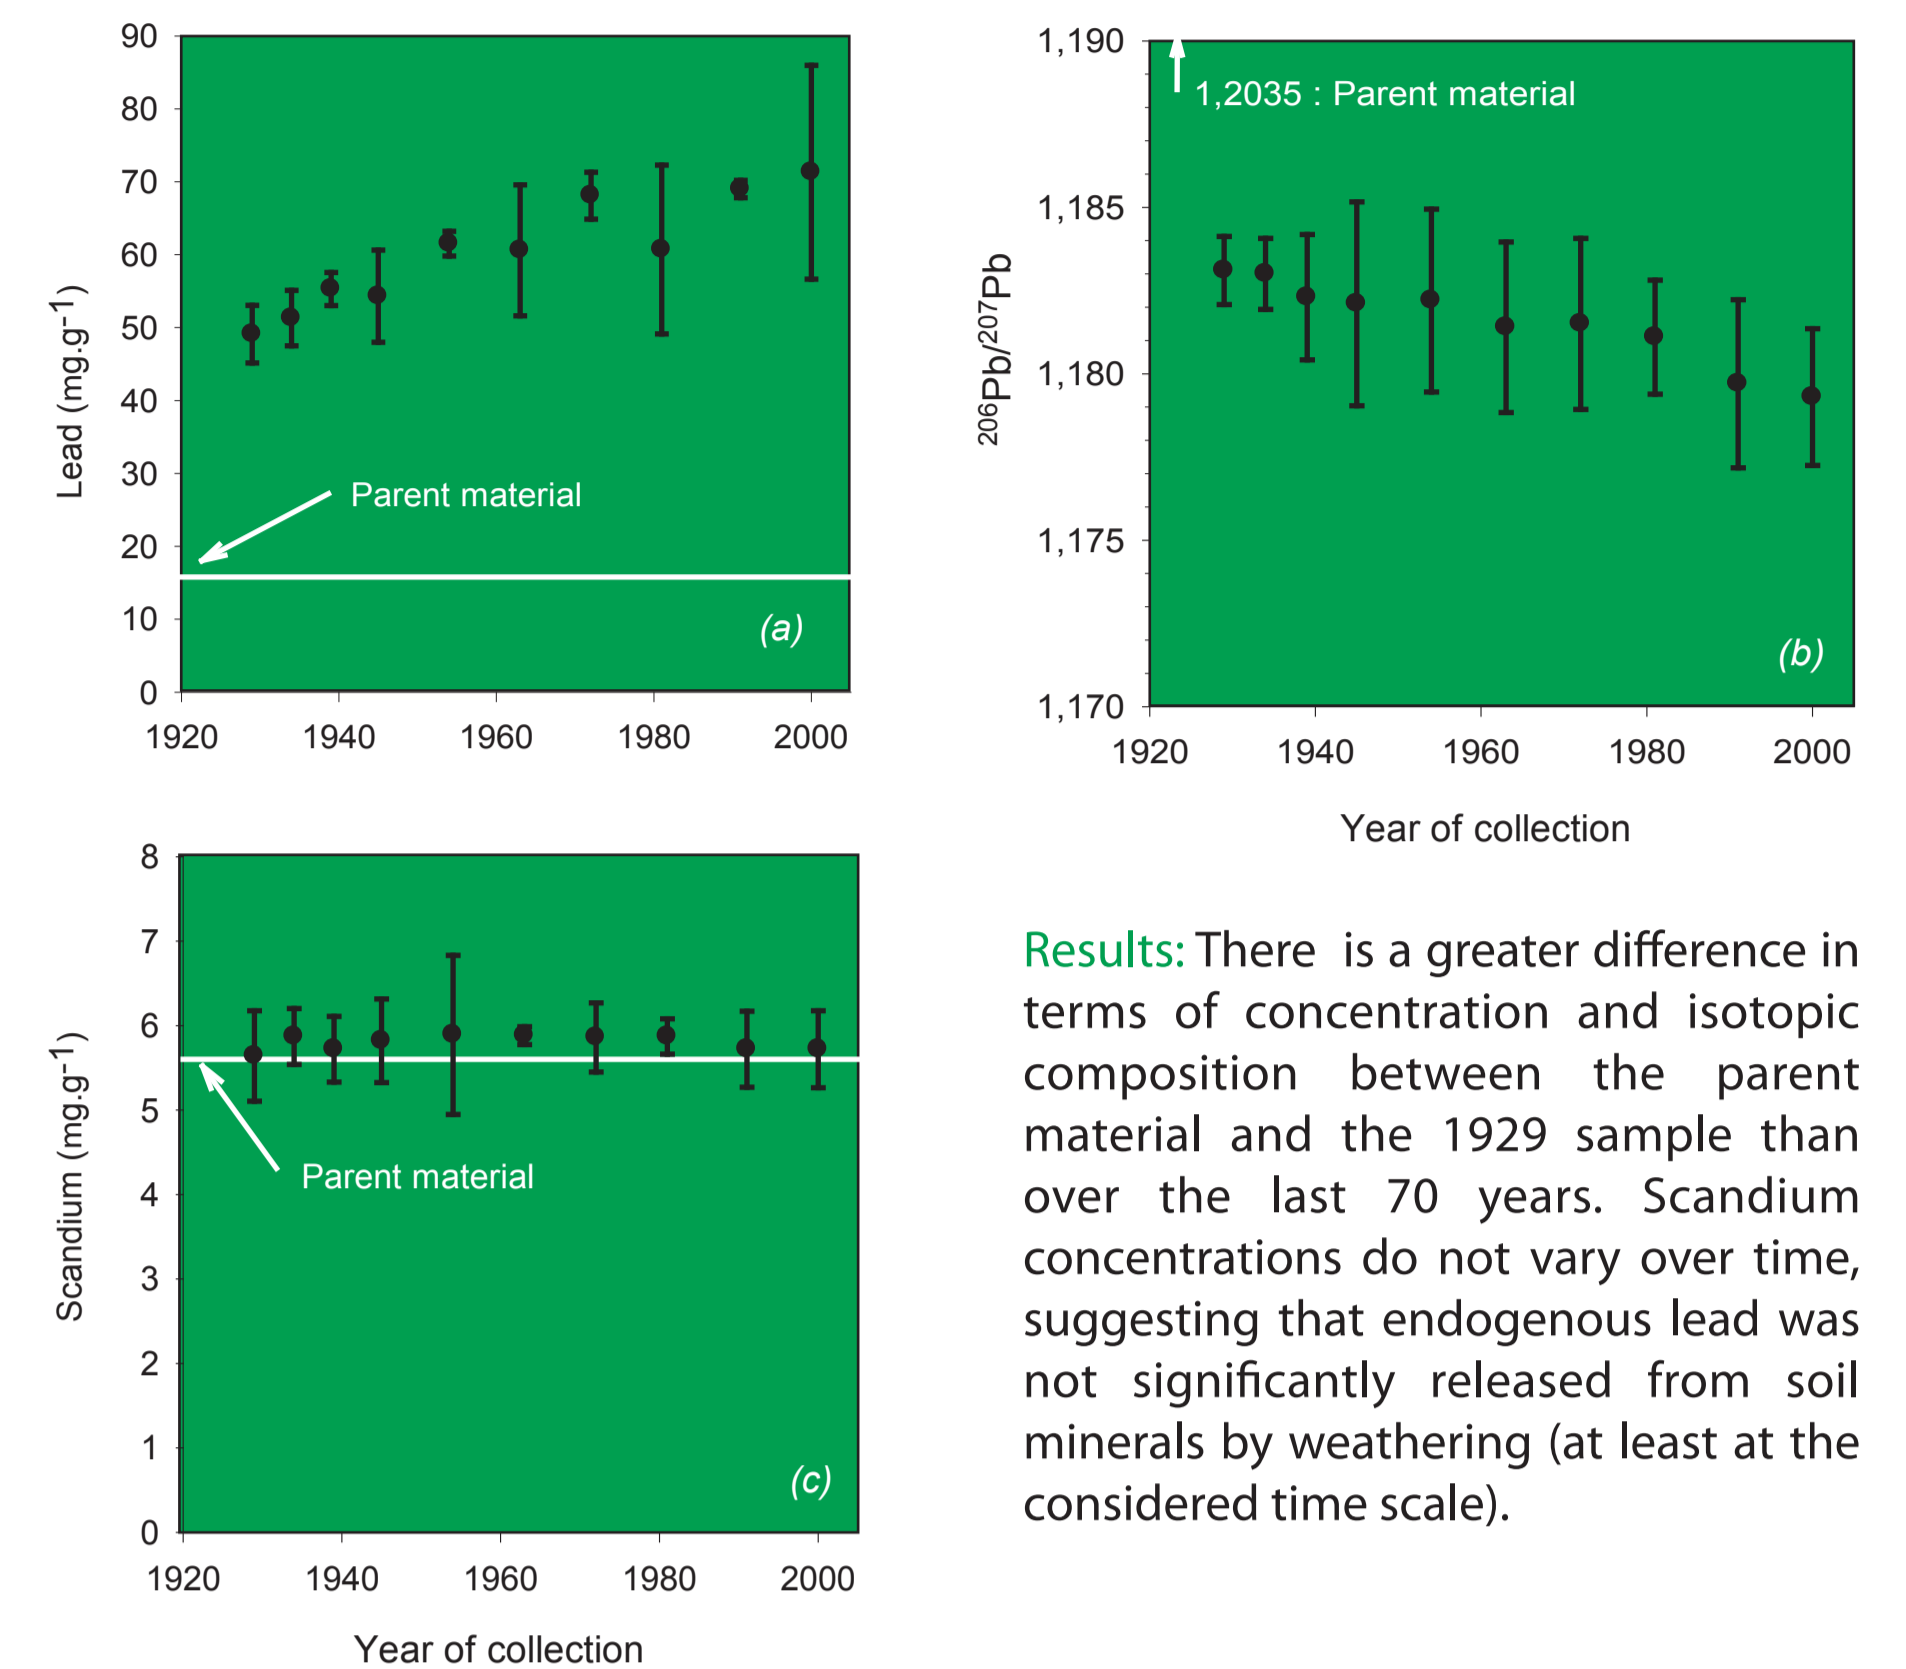 90
80
70
60
50
40
30
20
10
0
Lead (mg.g-1)
Parent material
(a)
1920 1940 1960 1980 2000
1,190
1,185
1,180
1,175
1,170
206Pb/207Pb
1,2035 : Parent material
(b)
1920 1940 1960 1980 2000
Year of collection
8
7
6
5
4
3
2
1
0
Scandium (mg.g-1)
Parent material
(c)
1920 1940 1960 1980 2000
Year of collection
Results: There is a greater difference in
terms of concentration and isotopic
composition between the parent
material and the 1929 sample than
over the last 70 years. Scandium
concentrations do not vary over time,
suggesting that endogenous lead was
not significantly released from soil
minerals by weathering (at least at the
considered time scale).